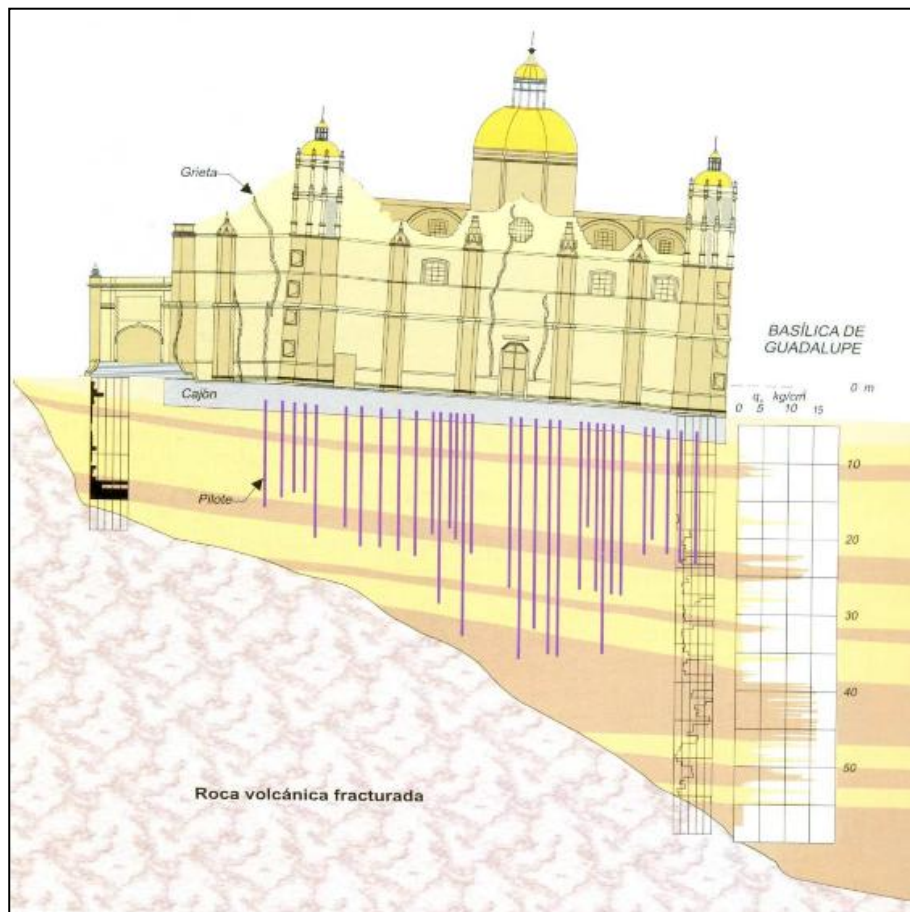 Grieta
BASÍLICA DE
GUADALUPE
0 m
Cajón
q kg/cm
0 5 10 15
10
Pilote
20
30
40
50
Roca volcánica fracturada